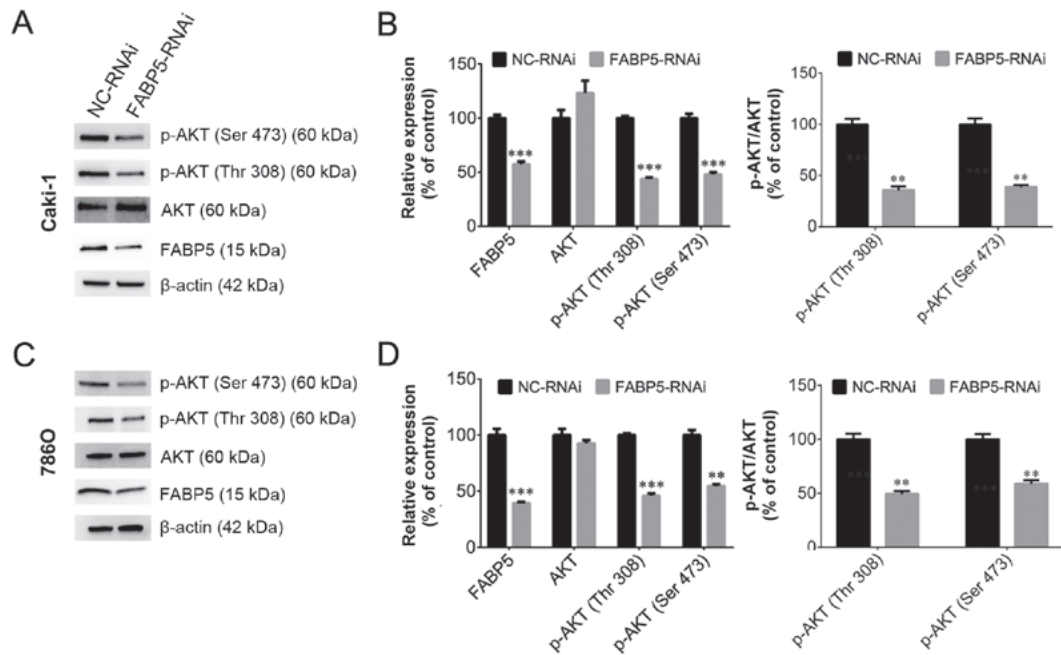 A
NC-RNAi
FABP5-RNAi
Caki-1
p-AKT (Ser 473) (60 kDa)
p-AKT (Thr 308) (60 kDa)
AKT (60 kDa)
FABP5 (15 kDa)
β-actin (42 kDa)
B
NC-RNAi FABP5-RNAi
Relative expression
(% of control)
150
100
50
0
***
***
***
FABP5
AKT
p-AKT (Thr 308)
p-AKT (Ser 473)
NC-RNAi FABP5-RNAi
p-AKT/AKT
(% of control)
150
100
50
0
***
**
***
**
p-AKT (Thr 308)
p-AKT (Ser 473)
C
786O
p-AKT (Ser 473) (60 kDa)
p-AKT (Thr 308) (60 kDa)
AKT (60 kDa)
FABP5 (15 kDa)
β-actin (42 kDa)
D
NC-RNAi FABP5-RNAi
Relative expression
(% of control)
150
100
50
0
***
***
**
FABP5
AKT
p-AKT (Thr 308)
p-AKT (Ser 473)
NC-RNAi FABP5-RNAi
p-AKT/AKT
(% of control)
150
100
50
0
***
**
***
**
p-AKT (Thr 308)
p-AKT (Ser 473)